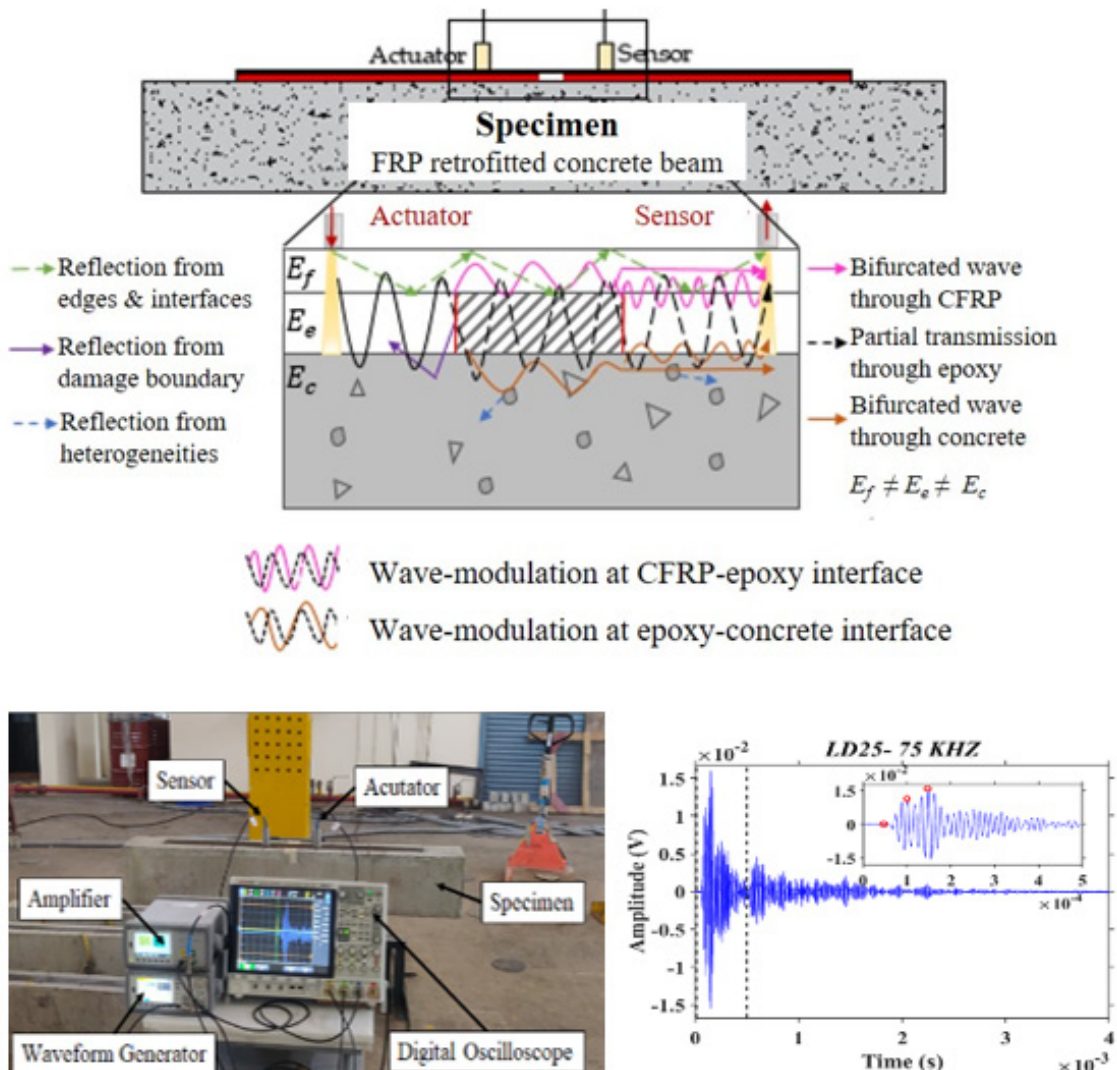 Actuator
Sensor
Specimen
FRP retrofitted concrete beam
Actuator
Sensor
Reflection from
edges & interfaces
Reflection from
damage boundary
Reflection from
heterogeneities
E_f
E_e
E_c
Bifurcated wave
through CFRP
Partial transmission
through epoxy
Bifurcated wave
through concrete
E_f ≠ E_e ≠ E_c
Wave-modulation at CFRP-epoxy interface
Wave-modulation at epoxy-concrete interface
Sensor
Acutator
Amplifier
Specimen
Waveform Generator
Digital Oscilloscope
LD25- 75 KHZ
×10⁻²
1.5
1
0.5
0
-0.5
-1
-1.5
Amplitude (V)
×10⁻²
1.5
0
-1.5
0 1 2 3 4 5
×10⁻⁴
0 1 2 3 4
Time (s)
×10⁻³